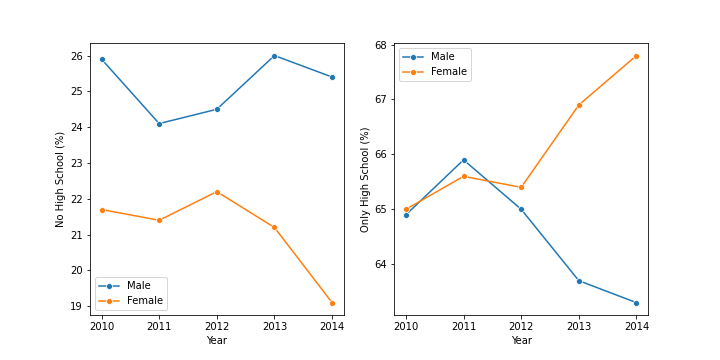 No High School (%)
26
25
24
23
22
21
20
19
Male
Female
2010 2011 2012 2013 2014
Year
Only High School (%)
68
67
66
65
64
Male
Female
2010 2011 2012 2013 2014
Year